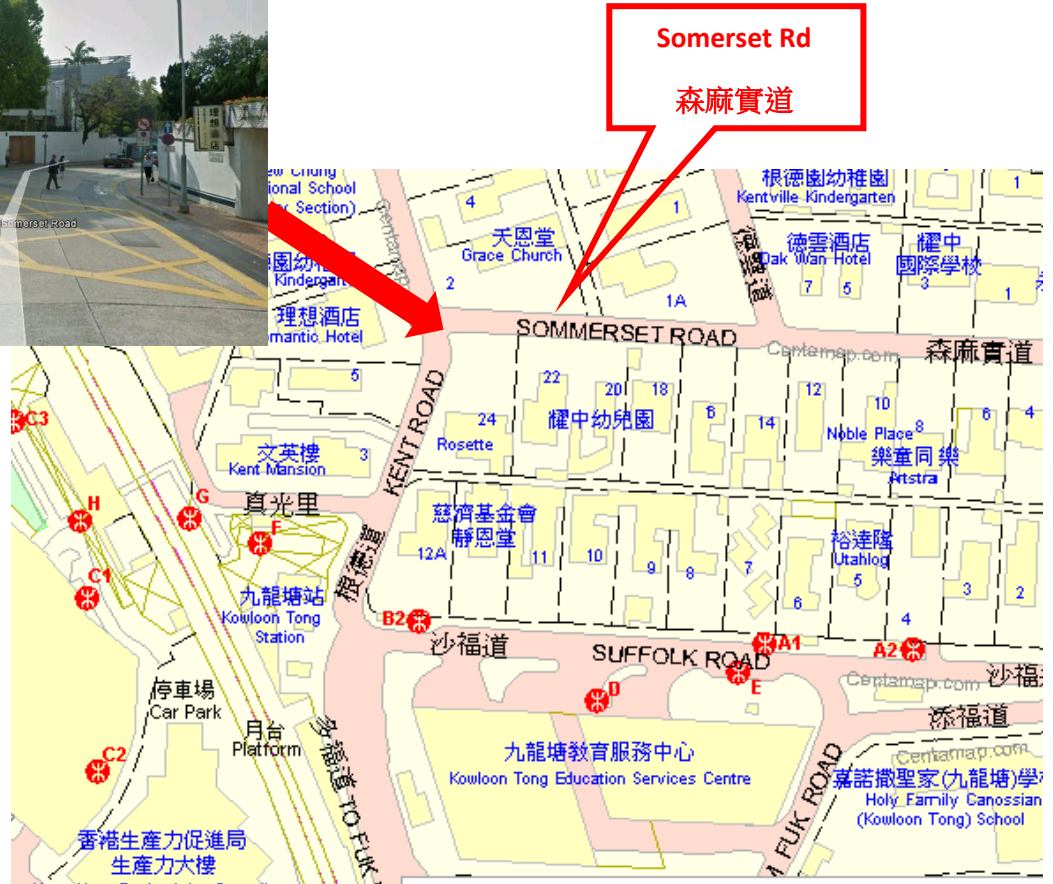 Somerset Rd
森麻實道
理想酒店
Somerset Road
ew Chung
ional School
Section)
園幼稚
Kindergart
理想酒店
mantic Hotel
4
天恩堂
Grace Church
1
2
1A
根德園幼稚園
Kentville Kindergarten
德雲道
德雲酒店
Oak Wan Hotel
7
5
耀中
國際學校
3
1
1
SOMMERSET ROAD
Centamap.com
森麻實道
Centamap
KENT ROAD
根德道
5
文英樓
Kent Mansion
3
24
Rosette
22
20
18
耀中幼兒園
6
14
12
10
Noble Place
8
樂童同樂
Artstra
6
4
C3
H
G
真光里
F
C1
九龍塘站
Kowloon Tong
Station
慈濟基金會
靜恩堂
12A
11
10
9
8
7
6
裕達隆
Utahlog
5
4
3
2
B2
沙福道
SUFFOLK ROAD
A1
A2
沙福
D
E
Centamap.com
添福道
停車場
Car Park
月台
Platform
C2
多福道 TO FUK
九龍塘教育服務中心
Kowloon Tong Education Services Centre
M FUK ROAD
Centamap.com
嘉諾撒聖家(九龍塘)學校
Holy Family Canossian
(Kowloon Tong) School
香港生產力促進局
生產力大樓